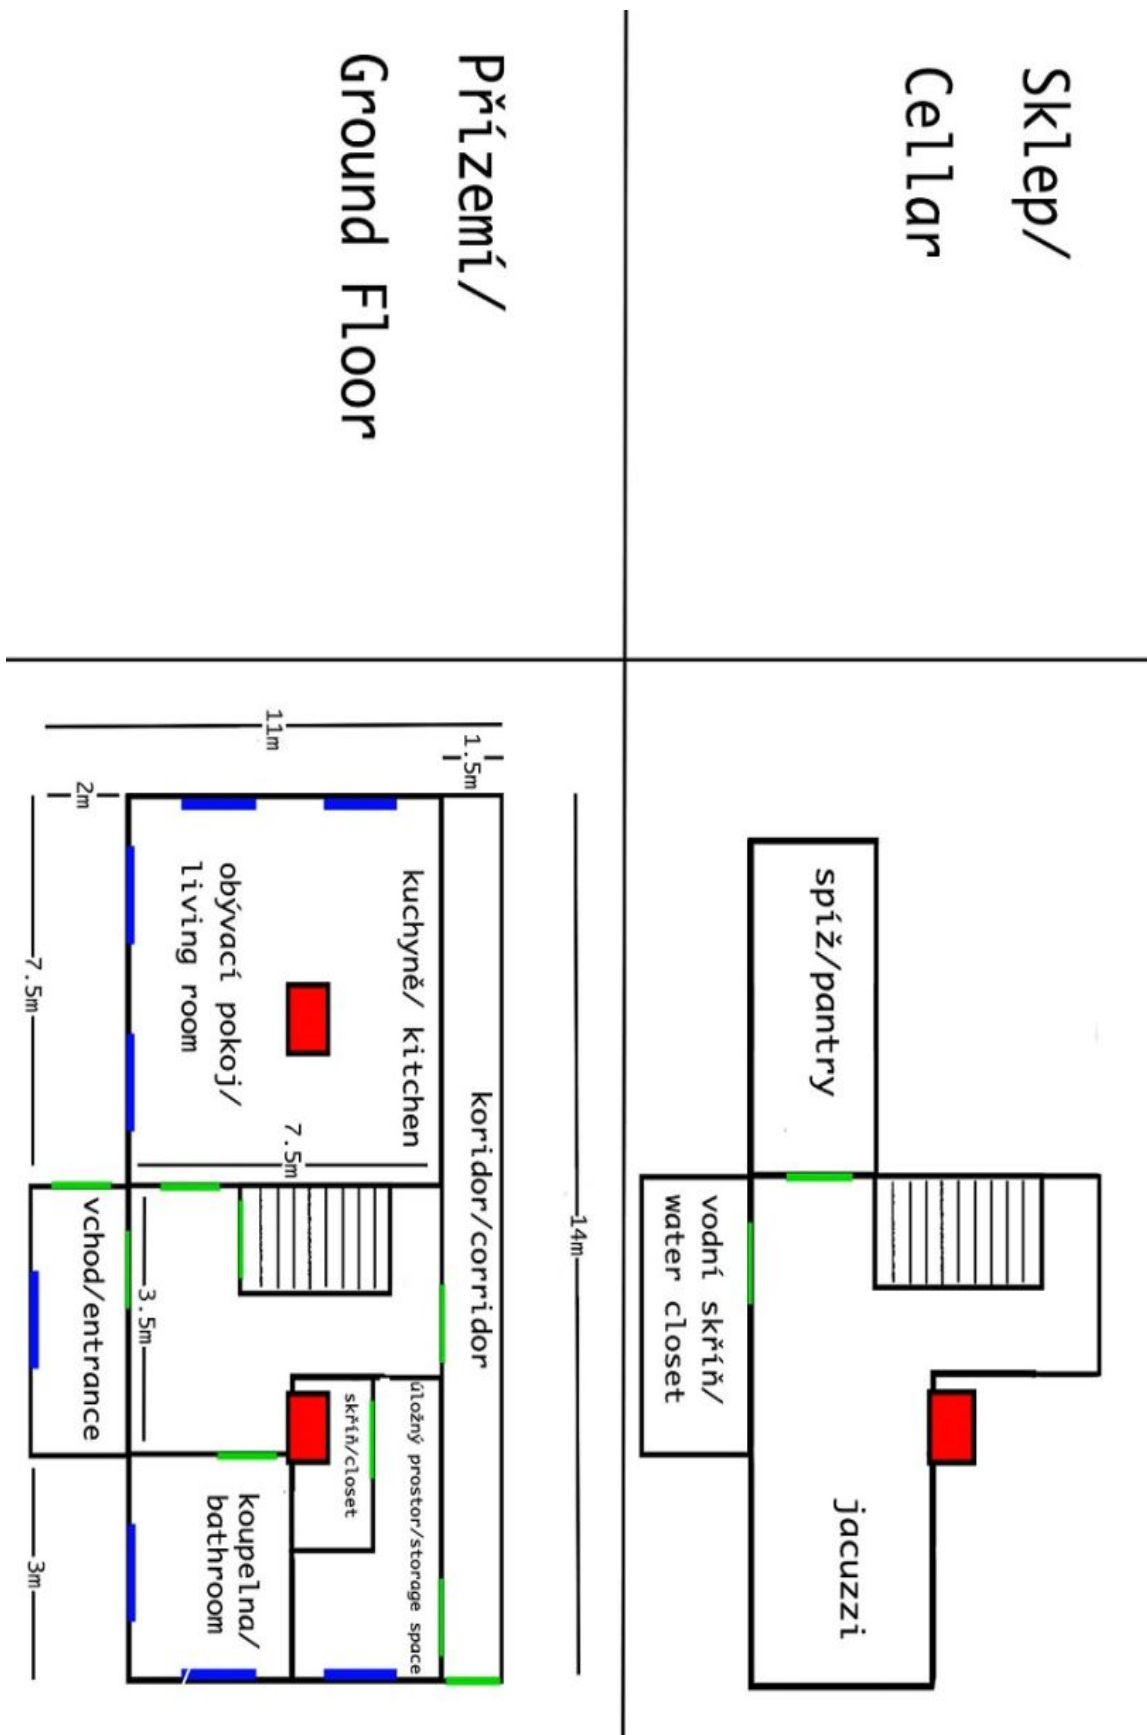 Sklep/
Cellar
spíž/pantry
vodní skříň/
water closet
jacuzzi
Přízemí/
Ground Floor
11m
1.5m
2m
14m
7.5m
koridor/corridor
kuchyně/ kitchen
obývací pokoj/
living room
7.5m
vchod/entrance
3.5m
úložný prostor/storage space
skříň/closet
koupelna/
bathroom
3m